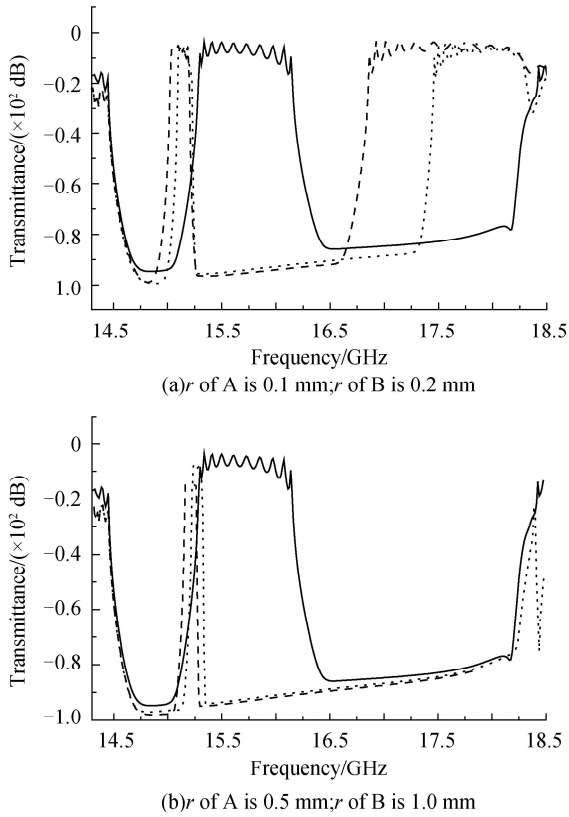 0
−0.2
−0.4
−0.6
−0.8
1.0
Transmittance/(×10² dB)
14.5 15.5 16.5 17.5 18.5
Frequency/GHz
(a)r of A is 0.1 mm;r of B is 0.2 mm
0
−0.2
−0.4
−0.6
−0.8
−1.0
Transmittance/(×10² dB)
14.5 15.5 16.5 17.5 18.5
Frequency/GHz
(b)r of A is 0.5 mm;r of B is 1.0 mm